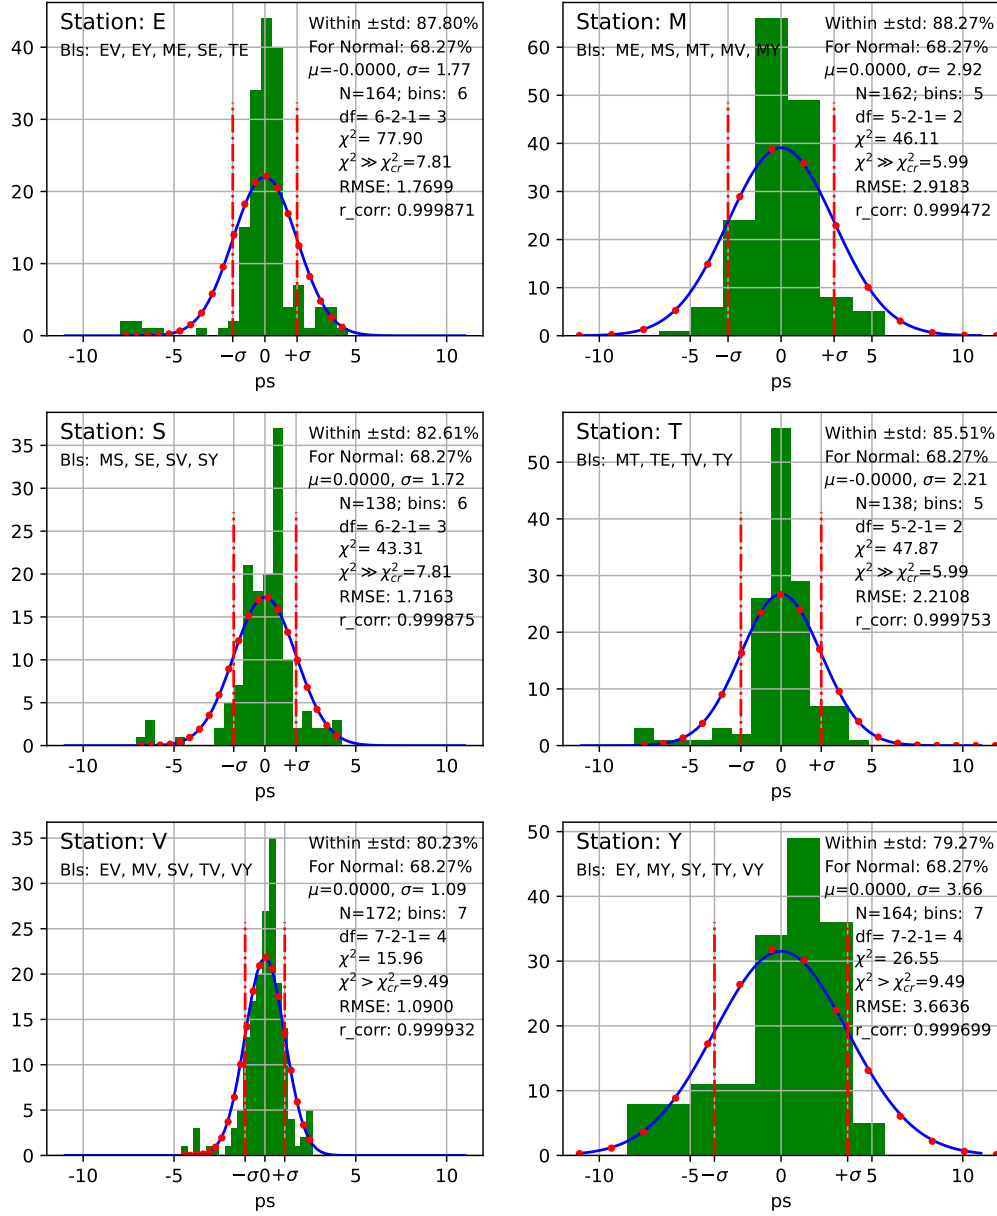 Station: E
Bls: EV, EY, ME, SE, TE
Within ±std: 87.80%
For Normal: 68.27%
μ=-0.0000, σ= 1.77
N=164; bins: 6
df= 6-2-1= 3
χ²= 77.90
χ² ≫ χ²cr=7.81
RMSE: 1.7699
r_corr: 0.999871
40
30
20
10
0
-10 -5 −σ 0 +σ 5 10
ps
Station: M
Bls: ME, MS, MT, MV, MY
Within ±std: 88.27%
For Normal: 68.27%
μ=0.0000, σ= 2.92
N=162; bins: 5
df= 5-2-1= 2
χ²= 46.11
χ² ≫ χ²cr=5.99
RMSE: 2.9183
r_corr: 0.999472
60
50
40
30
20
10
0
-10 -5 −σ 0 +σ 5 10
ps
Station: S
Bls: MS, SE, SV, SY
Within ±std: 82.61%
For Normal: 68.27%
μ=0.0000, σ= 1.72
N=138; bins: 6
df= 6-2-1= 3
χ²= 43.31
χ² ≫ χ²cr=7.81
RMSE: 1.7163
r_corr: 0.999875
35
30
25
20
15
10
5
0
-10 -5 −σ 0 +σ 5 10
ps
Station: T
Bls: MT, TE, TV, TY
Within ±std: 85.51%
For Normal: 68.27%
μ=-0.0000, σ= 2.21
N=138; bins: 5
df= 5-2-1= 2
χ²= 47.87
χ² ≫ χ²cr=5.99
RMSE: 2.2108
r_corr: 0.999753
50
40
30
20
10
0
-10 -5 −σ 0 +σ 5 10
ps
Station: V
Bls: EV, MV, SV, TV, VY
Within ±std: 80.23%
For Normal: 68.27%
μ=0.0000, σ= 1.09
N=172; bins: 7
df= 7-2-1= 4
χ²= 15.96
χ² > χ²cr=9.49
RMSE: 1.0900
r_corr: 0.999932
35
30
25
20
15
10
5
0
-10 -5 −σ 0 +σ 5 10
ps
Station: Y
Bls: EY, MY, SY, TY, VY
Within ±std: 79.27%
For Normal: 68.27%
μ=0.0000, σ= 3.66
N=164; bins: 7
df= 7-2-1= 4
χ²= 26.55
χ² > χ²cr=9.49
RMSE: 3.6636
r_corr: 0.999699
50
40
30
20
10
0
-10 -5 −σ 0 +σ 5 10
ps